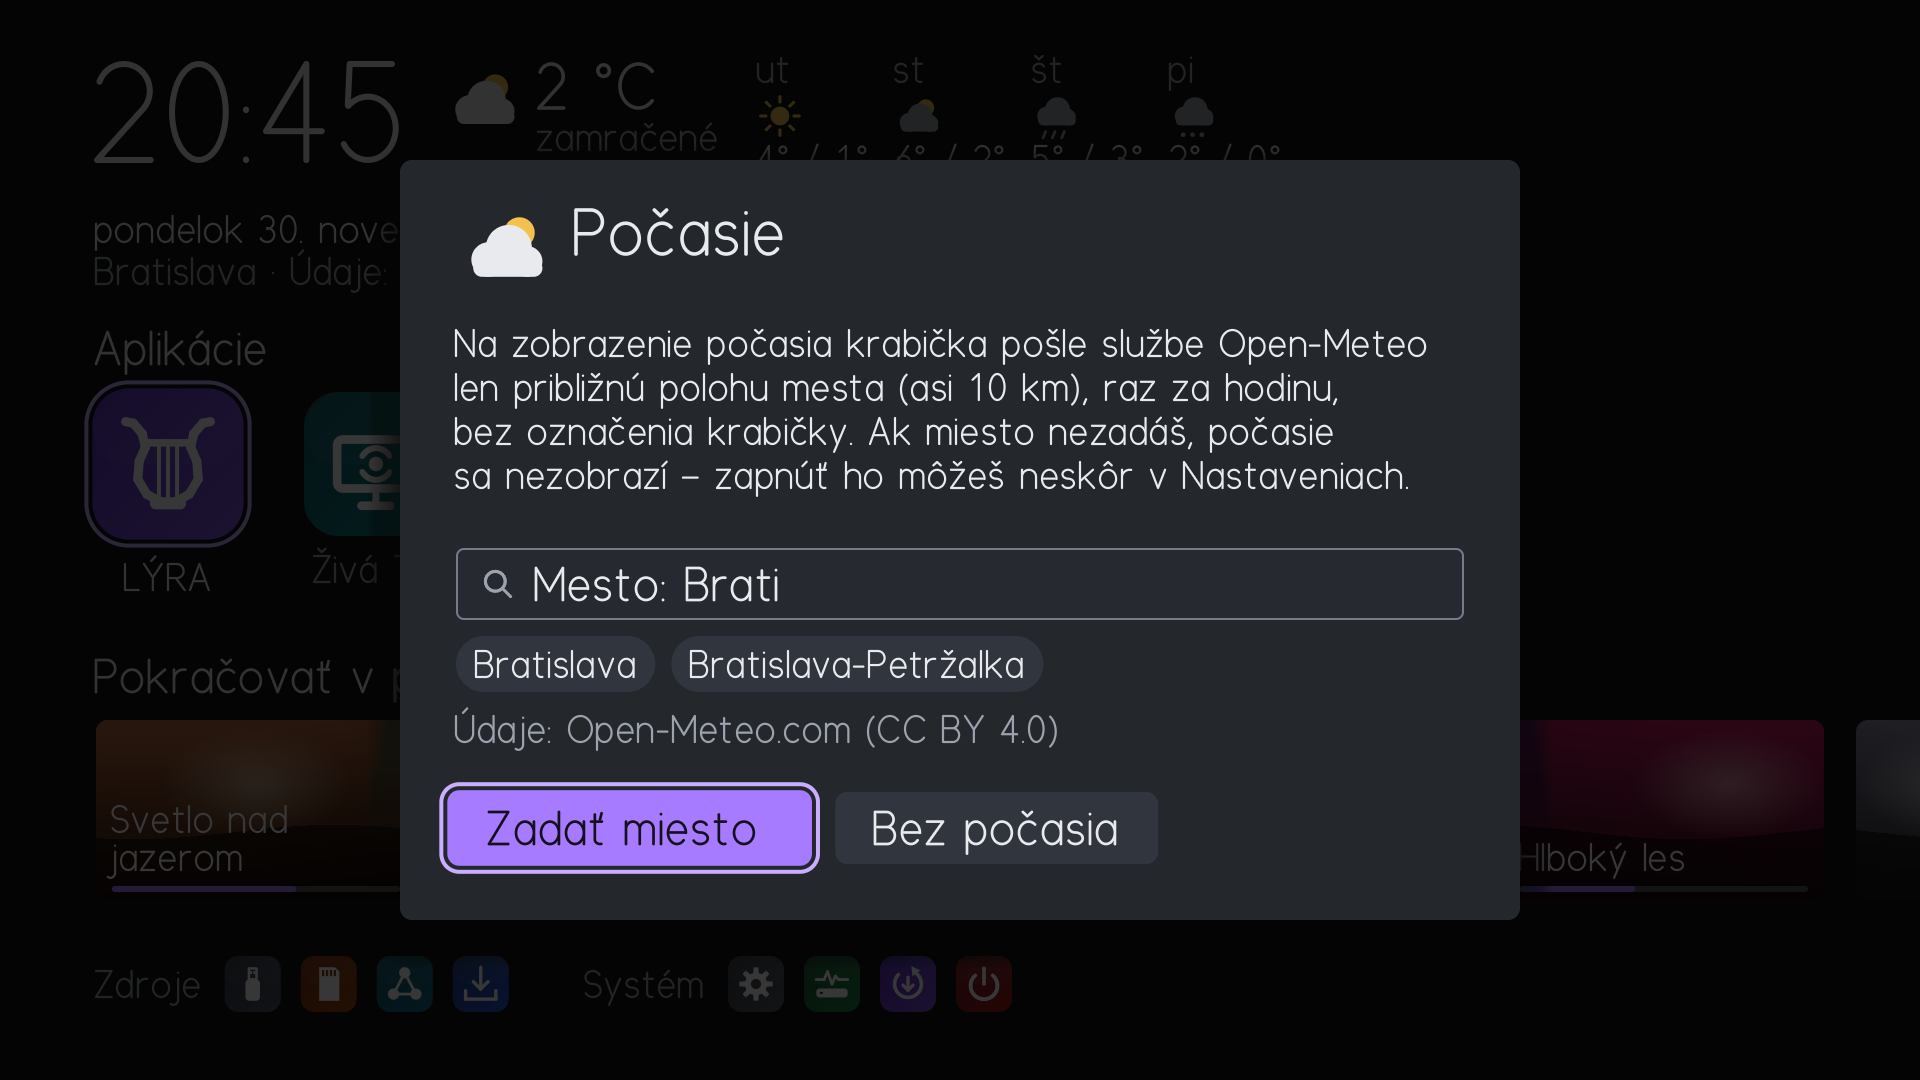 20:45
2 °C
zamračené
ut
st
št
pi
pondelok 30. nove
Bratislava · Údaje:
Aplikácie
LÝRA
Živá
Pokračovať v
Svetlo nad
jazerom
Hlboký les
Zdroje
Systém
Počasie
Na zobrazenie počasia krabička pošle službe Open-Meteo
len približnú polohu mesta (asi 10 km), raz za hodinu,
bez označenia krabičky. Ak miesto nezadáš, počasie
sa nezobrazí – zapnúť ho môžeš neskôr v Nastaveniach.
Mesto: Brati
Bratislava
Bratislava-Petržalka
Údaje: Open-Meteo.com (CC BY 4.0)
Zadať miesto
Bez počasia